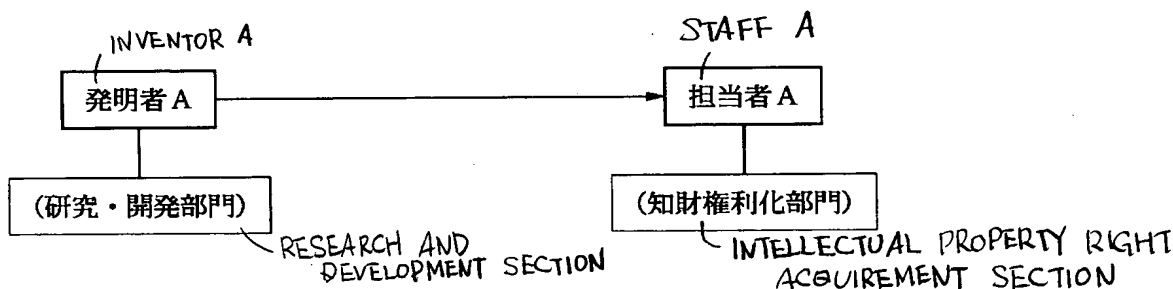 INVENTOR A
STAFF A
発明者A
担当者A
(研究・開発部門)
(知財権利化部門)
RESEARCH AND
DEVELOPMENT SECTION
INTELLECTUAL PROPERTY RIGHT
ACQUIREMENT SECTION